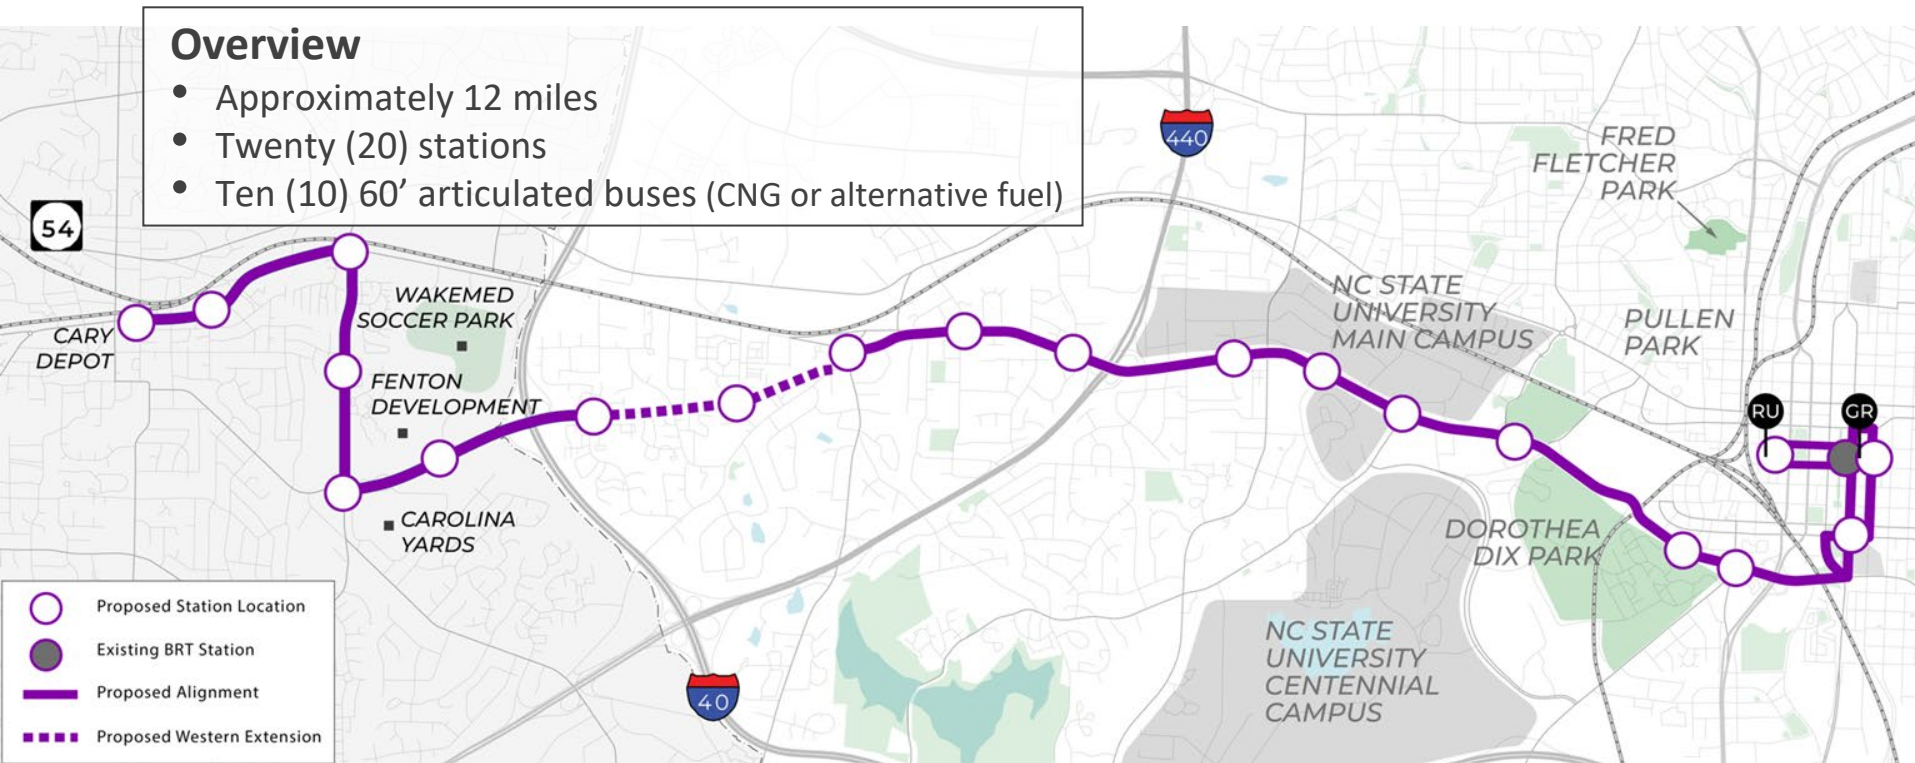 Overview
• Approximately 12 miles
• Twenty (20) stations
• Ten (10) 60’ articulated buses (CNG or alternative fuel)
54
440
FRED
FLETCHER
PARK
CARY
DEPOT
WAKEMED
SOCCER PARK
FENTON
DEVELOPMENT
CAROLINA
YARDS
NC STATE
UNIVERSITY
MAIN CAMPUS
PULLEN
PARK
RU
GR
DOROTHEA
DIX PARK
NC STATE
UNIVERSITY
CENTENNIAL
CAMPUS
40
Proposed Station Location
Existing BRT Station
Proposed Alignment
Proposed Western Extension